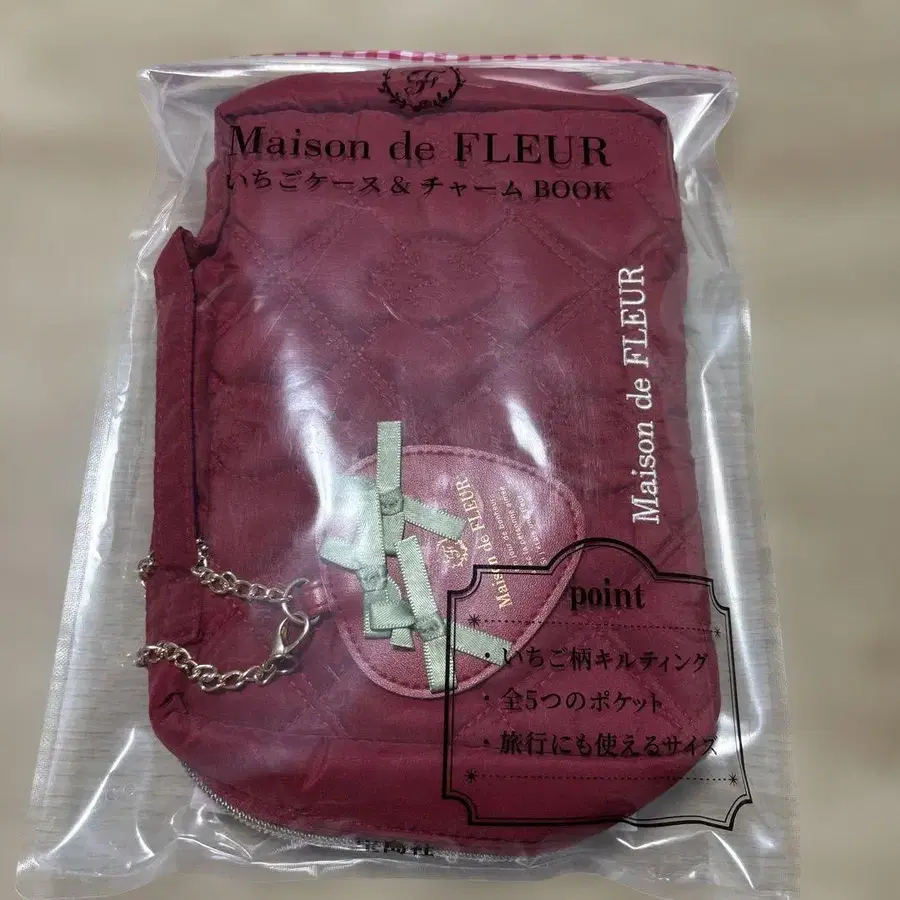 Maison de FLEUR
いちごケース & チャーム BOOK
Maison de FLEUR
Maison de FLEUR
point
・いちご柄キルティング
・全5つのポケット
・旅行にも使えるサイズ